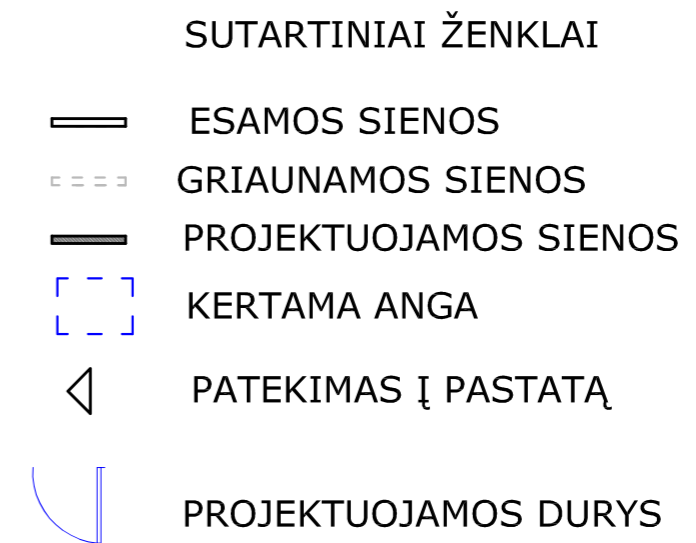 SUTARTINIAI ŽENKLAI
ESAMOS SIENOS
GRIAUNAMOS SIENOS
PROJEKTUOJAMOS SIENOS
KERTAMA ANGA
PATEKIMAS Į PASTATĄ
PROJEKTUOJAMOS DURYS